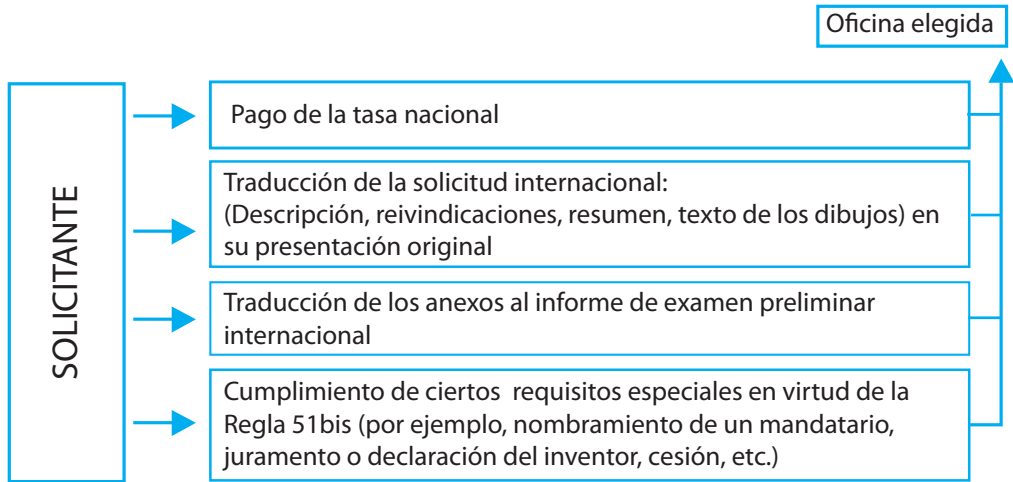 Oficina elegida
SOLICITANTE
Pago de la tasa nacional
Traducción de la solicitud internacional:
(Descripción, reivindicaciones, resumen, texto de los dibujos) en
su presentación original
Traducción de los anexos al informe de examen preliminar
internacional
Cumplimiento de ciertos requisitos especiales en virtud de la
Regla 51bis (por ejemplo, nombramiento de un mandatario,
juramento o declaración del inventor, cesión, etc.)